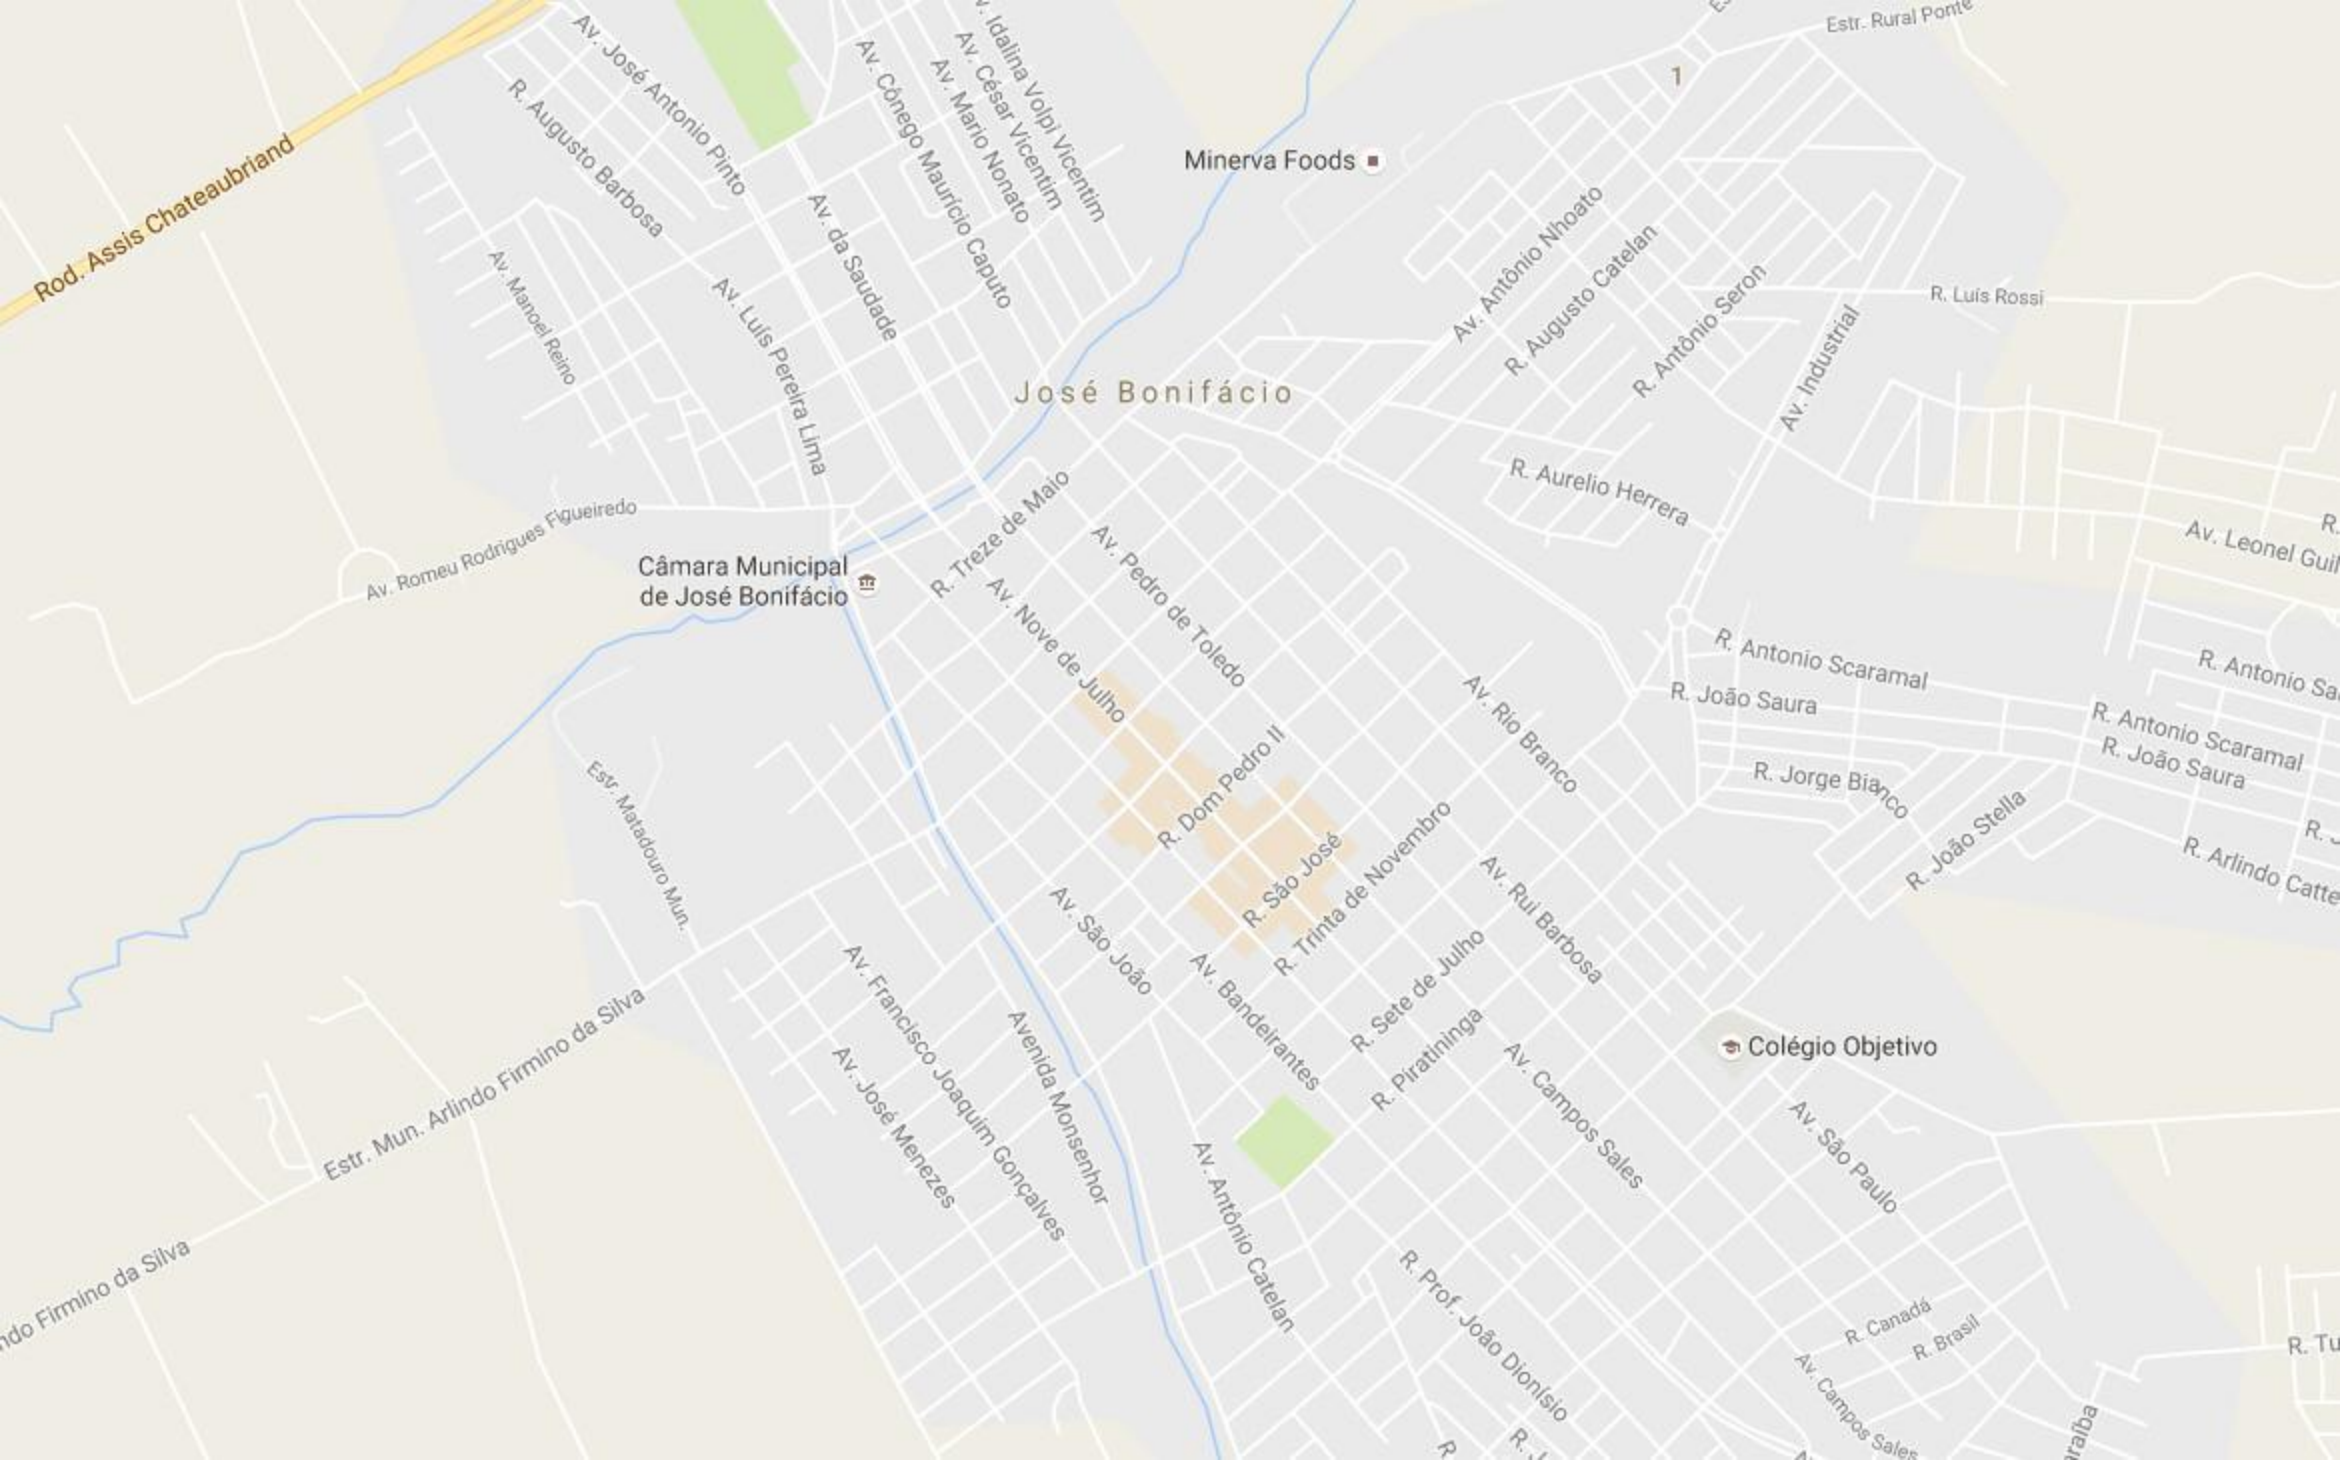 Estr. Rural Ponte
Av. José Antonio Pinto
Av. Idalina Volpi Vicentim
Av. César Vicentim
Av. Mario Nonato
Av. Cônego Maurício Caputo
R. Augusto Barbosa
1
Rod. Assis Chateaubriand
Minerva Foods
Av. da Saudade
Av. Antônio Nhoato
R. Augusto Catelan
R. Antônio Seron
R. Luís Rossi
Av. Manoel Reino
Av. Luís Pereira Lima
Av. Industrial
José Bonifácio
R. Aurelio Herrera
R. Treze de Maio
Av. Romeu Rodrigues Figueiredo
Av. Leonel Guil
R.
Câmara Municipal
de José Bonifácio
Av. Pedro de Toledo
Av. Nove de Julho
R. Antonio Scaramal
R. Antonio Sa
R. João Saura
Av. Rio Branco
R. Antonio Scaramal
R. João Saura
R. Dom Pedro II
R. Jorge Bianco
Estr. Matadouro Mun.
R. João Stella
R. J
R. Arlindo Catte
R. São José
R. Trinta de Novembro
Av. Rui Barbosa
Av. São João
Av. Bandeirantes
R. Sete de Julho
Av. Francisco Joaquim Gonçalves
Estr. Mun. Arlindo Firmino da Silva
Avenida Monsenhor
R. Piratininga
Colégio Objetivo
Av. José Menezes
Av. Campos Sales
Av. São Paulo
Av. Antônio Catelan
ndo Firmino da Silva
R. Prof. João Dionísio
R. Canadá
R. Brasil
R. Tu
Av. Campos Sales
araíba
R
R. J